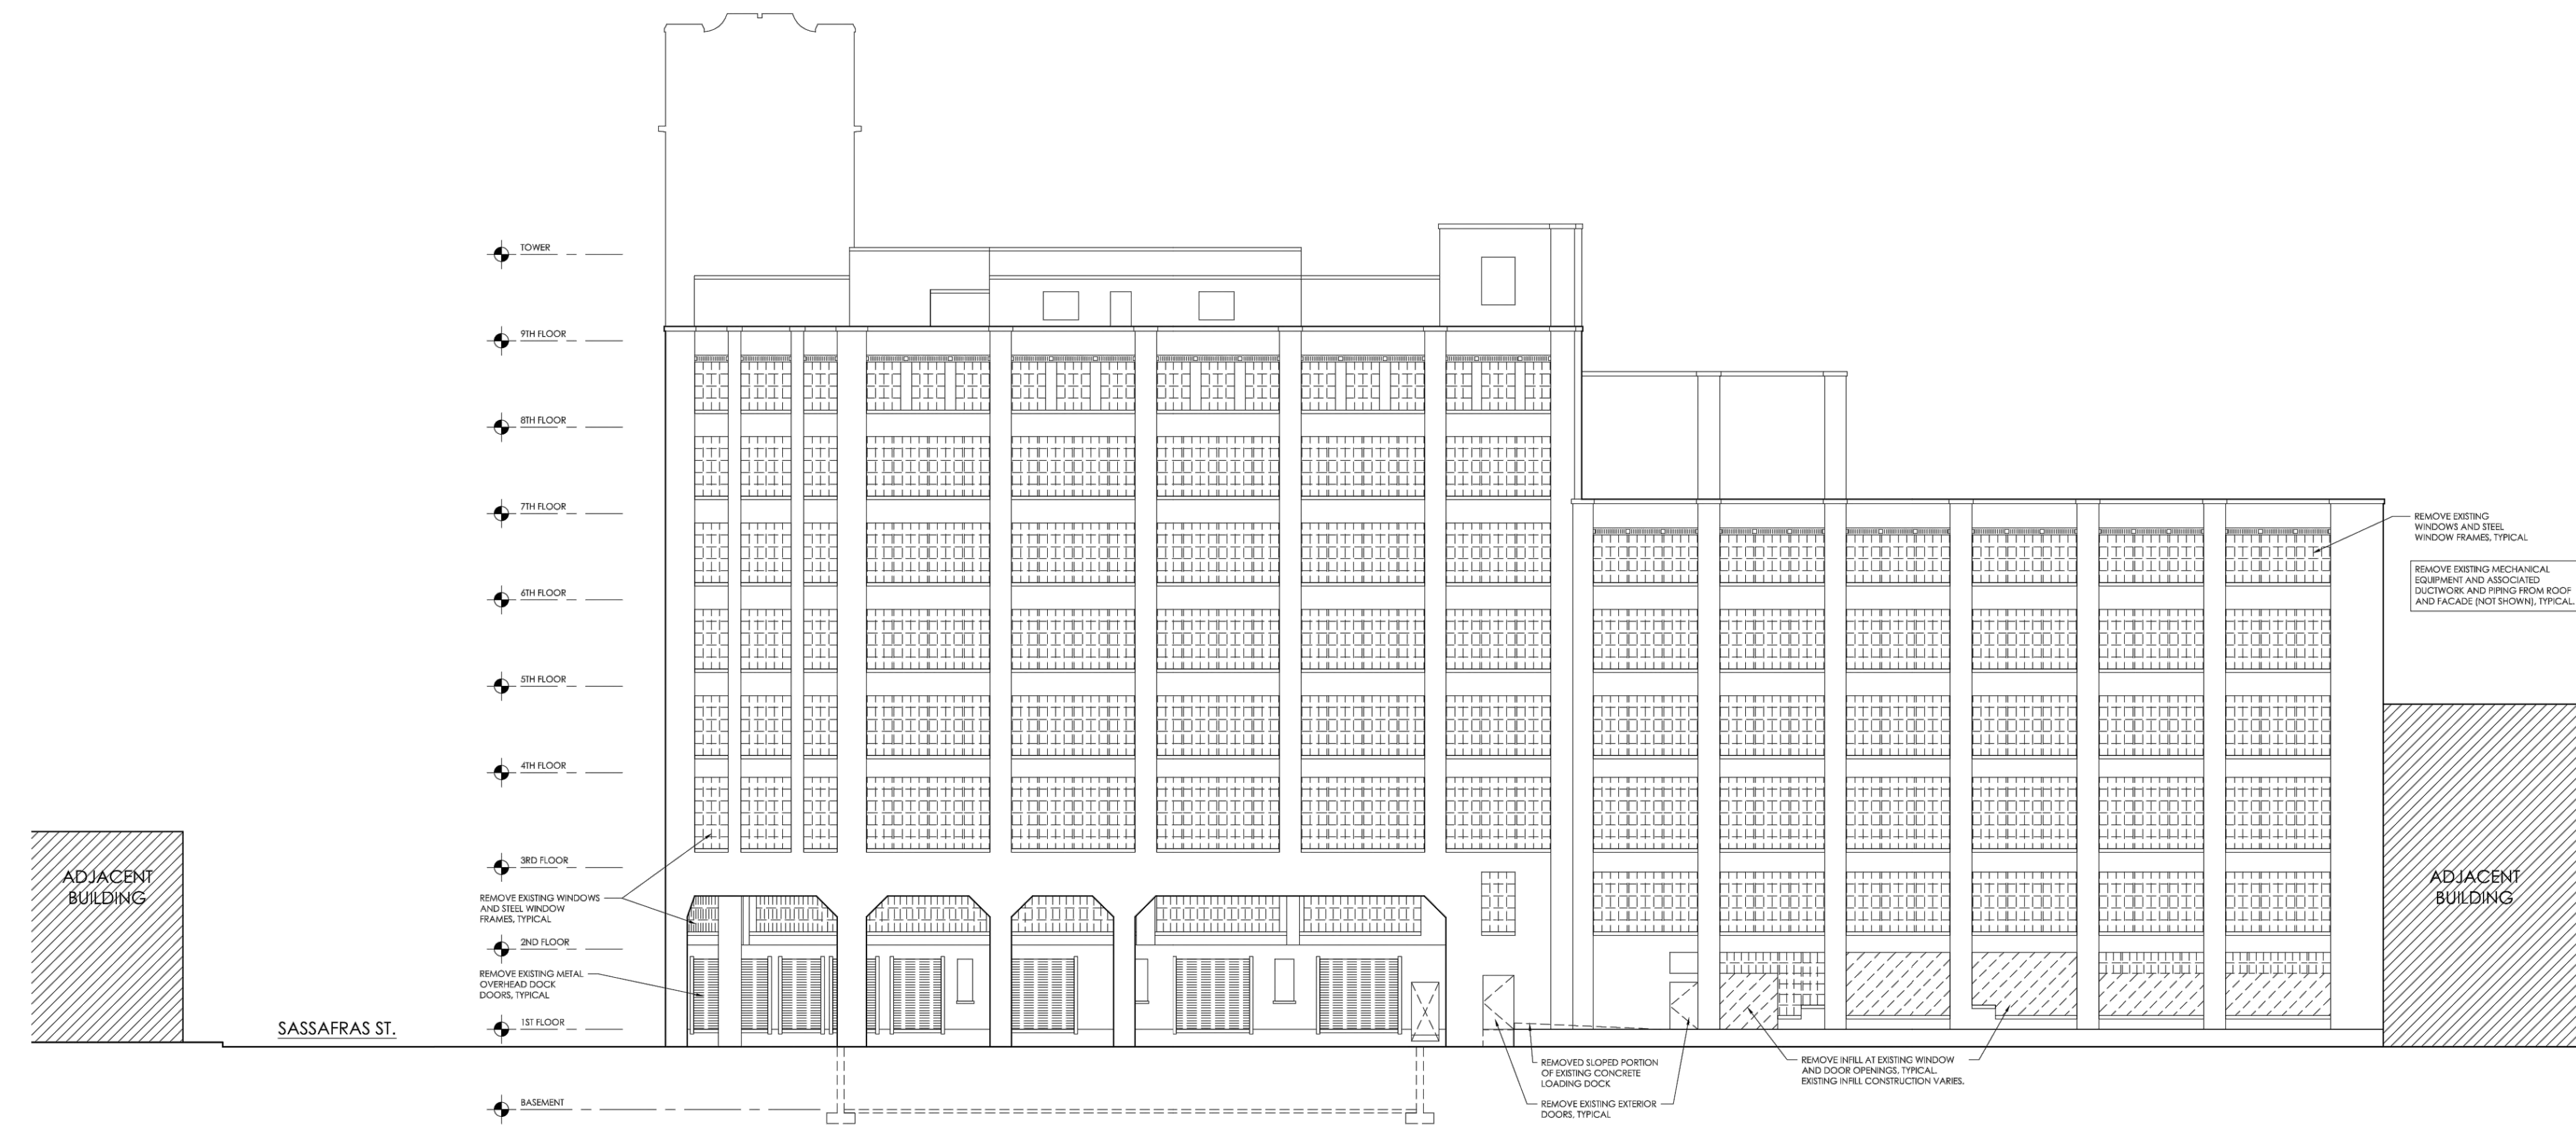 TOWER
9TH FLOOR
8TH FLOOR
7TH FLOOR
REMOVE EXISTING
WINDOWS AND STEEL
WINDOW FRAMES, TYPICAL
REMOVE EXISTING MECHANICAL
EQUIPMENT AND ASSOCIATED
DUCTWORK AND PIPING FROM ROOF
AND FACADE (NOT SHOWN), TYPICAL.
6TH FLOOR
5TH FLOOR
4TH FLOOR
3RD FLOOR
ADJACENT
BUILDING
REMOVE EXISTING WINDOWS
AND STEEL WINDOW
FRAMES, TYPICAL
ADJACENT
BUILDING
2ND FLOOR
REMOVE EXISTING METAL
OVERHEAD DOCK
DOORS, TYPICAL
1ST FLOOR
SASSAFRAS ST.
REMOVED SLOPED PORTION
OF EXISTING CONCRETE
LOADING DOCK
REMOVE INFILL AT EXISTING WINDOW
AND DOOR OPENINGS, TYPICAL.
EXISTING INFILL CONSTRUCTION VARIES.
REMOVE EXISTING EXTERIOR
DOORS, TYPICAL
BASEMENT